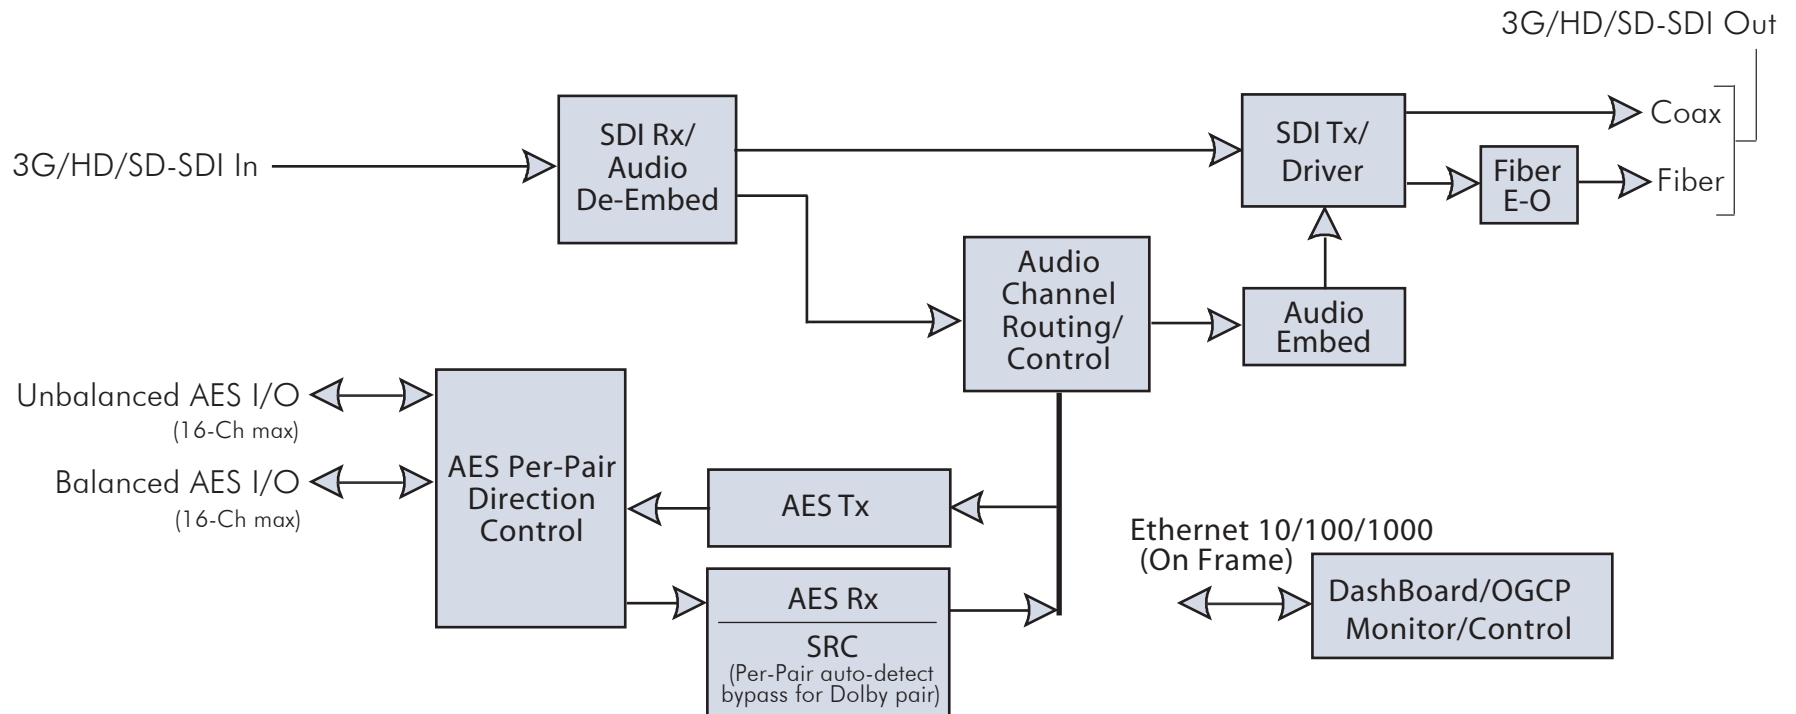 3G/HD/SD-SDI Out
SDI Rx/
Audio
De-Embed
SDI Tx/
Driver
Coax
3G/HD/SD-SDI In
Fiber
E-O
Fiber
Audio
Channel
Routing/
Control
Audio
Embed
Unbalanced AES I/O
(16-Ch max)
Balanced AES I/O
(16-Ch max)
AES Per-Pair
Direction
Control
AES Tx
AES Rx
SRC
(Per-Pair auto-detect
bypass for Dolby pair)
Ethernet 10/100/1000
(On Frame)
DashBoard/OGCP
Monitor/Control